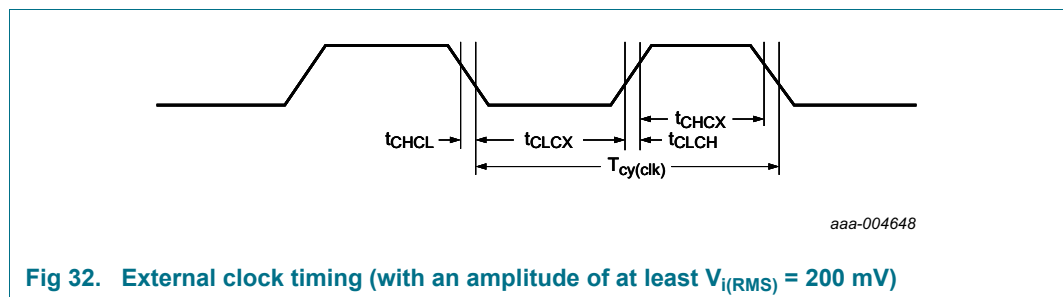 tCHCX
tCHCL
tCLCX
tCLCH
Tcy(clk)
aaa-004648
Fig 32. External clock timing (with an amplitude of at least Vi(RMS) = 200 mV)